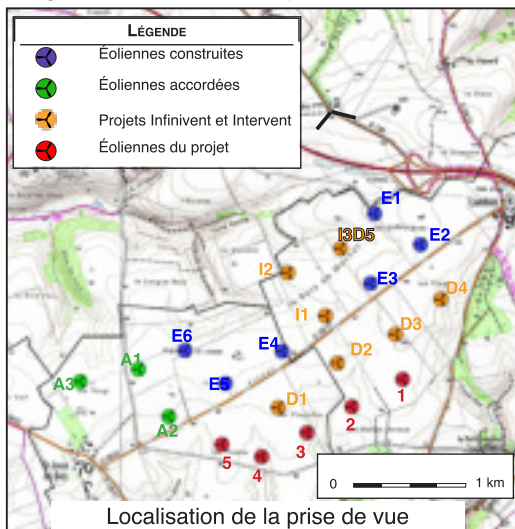 LÉGENDE
Éoliennes construites
Éoliennes accordées
Projets Infinivent et Intervent
Éoliennes du projet
E1
I3D5
E2
I2
E3
D4
I1
D3
E6
E4
A1
D2
A3
E5
1
A2
D1
2
3
5
4
0 1 km
Localisation de la prise de vue